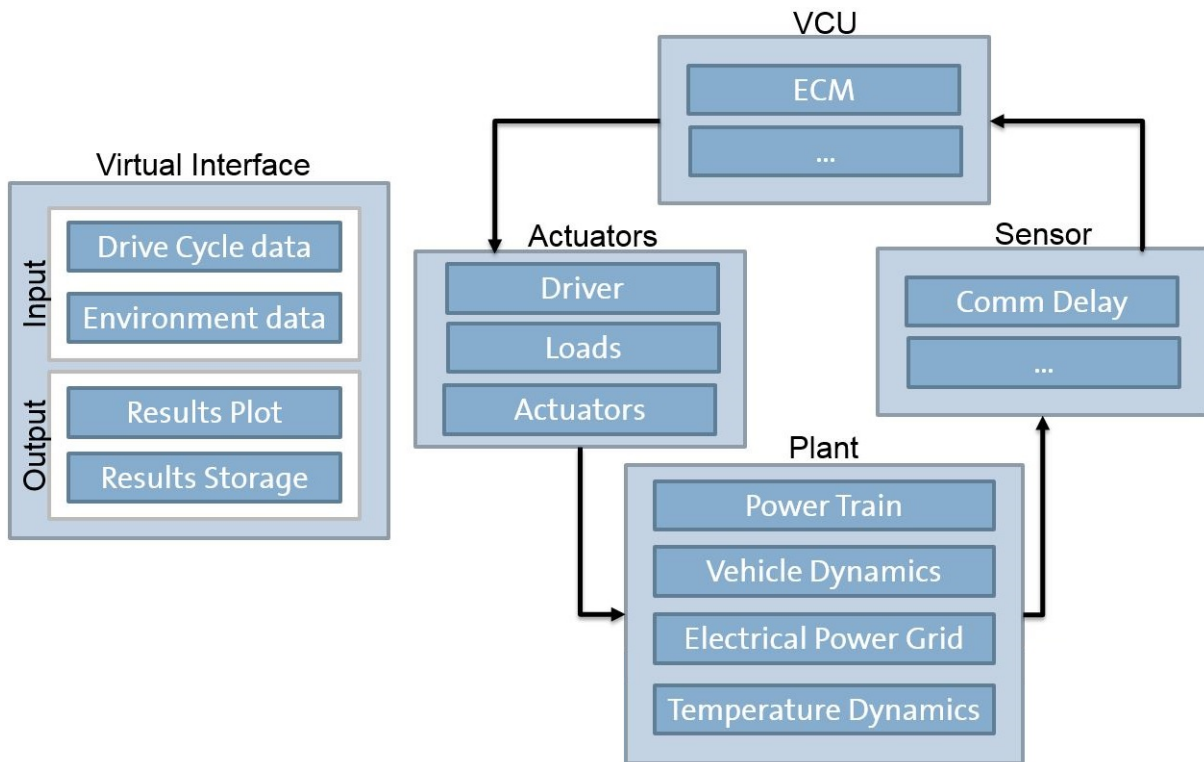 VCU
ECM
...
Virtual Interface
Input
Drive Cycle data
Environment data
Output
Results Plot
Results Storage
Actuators
Driver
Loads
Actuators
Sensor
Comm Delay
...
Plant
Power Train
Vehicle Dynamics
Electrical Power Grid
Temperature Dynamics